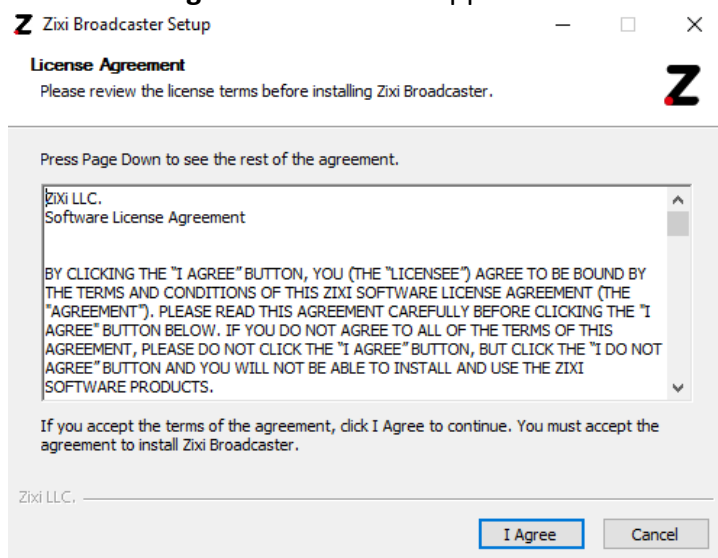 Zixi Broadcaster Setup
License Agreement
Please review the license terms before installing Zixi Broadcaster.
Z
Press Page Down to see the rest of the agreement.
ZiXi LLC.
Software License Agreement
BY CLICKING THE "I AGREE" BUTTON, YOU (THE "LICENSEE") AGREE TO BE BOUND BY
THE TERMS AND CONDITIONS OF THIS ZIXI SOFTWARE LICENSE AGREEMENT (THE
"AGREEMENT"). PLEASE READ THIS AGREEMENT CAREFULLY BEFORE CLICKING THE "I
AGREE" BUTTON BELOW. IF YOU DO NOT AGREE TO ALL OF THE TERMS OF THIS
AGREEMENT, PLEASE DO NOT CLICK THE "I AGREE" BUTTON, BUT CLICK THE "I DO NOT
AGREE" BUTTON AND YOU WILL NOT BE ABLE TO INSTALL AND USE THE ZIXI
SOFTWARE PRODUCTS.
If you accept the terms of the agreement, click I Agree to continue. You must accept the
agreement to install Zixi Broadcaster.
Zixi LLC.
I Agree
Cancel